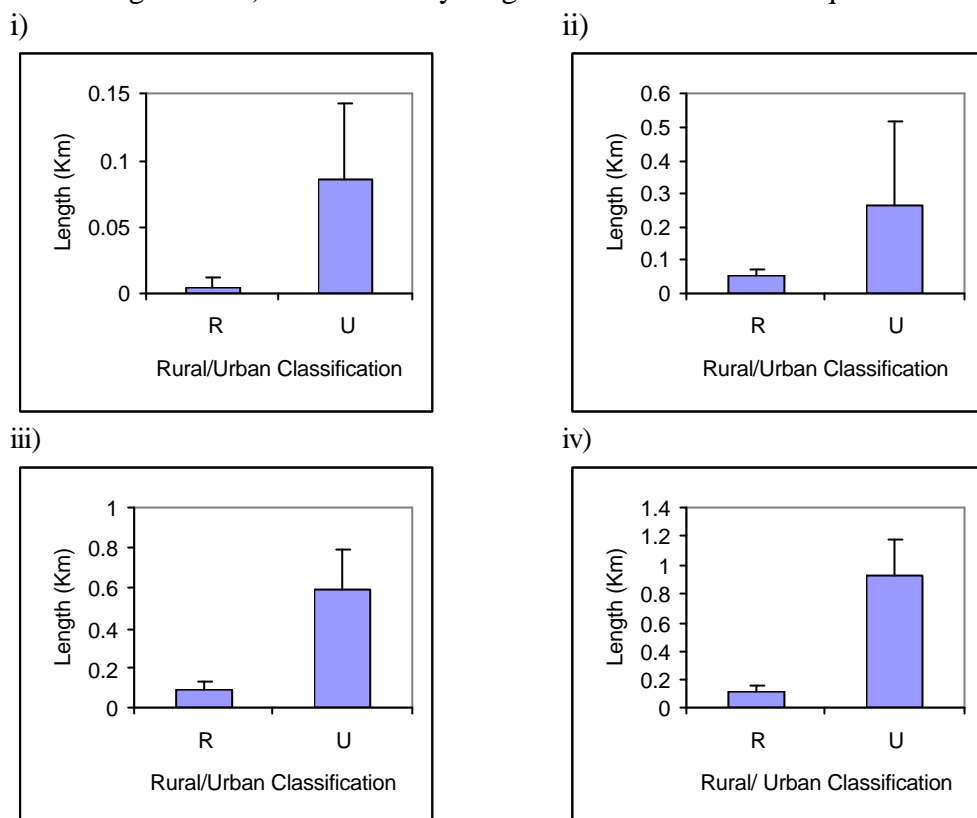 i)
0.15
0.1
0.05
0
Length (Km)
R U
Rural/Urban Classification
ii)
0.6
0.5
0.4
0.3
0.2
0.1
0
Length (Km)
R U
Rural/Urban Classification
iii)
1
0.8
0.6
0.4
0.2
0
Length (Km)
R U
Rural/Urban Classification
iv)
1.4
1.2
1
0.8
0.6
0.4
0.2
0
Length (Km)
R U
Rural/ Urban Classification